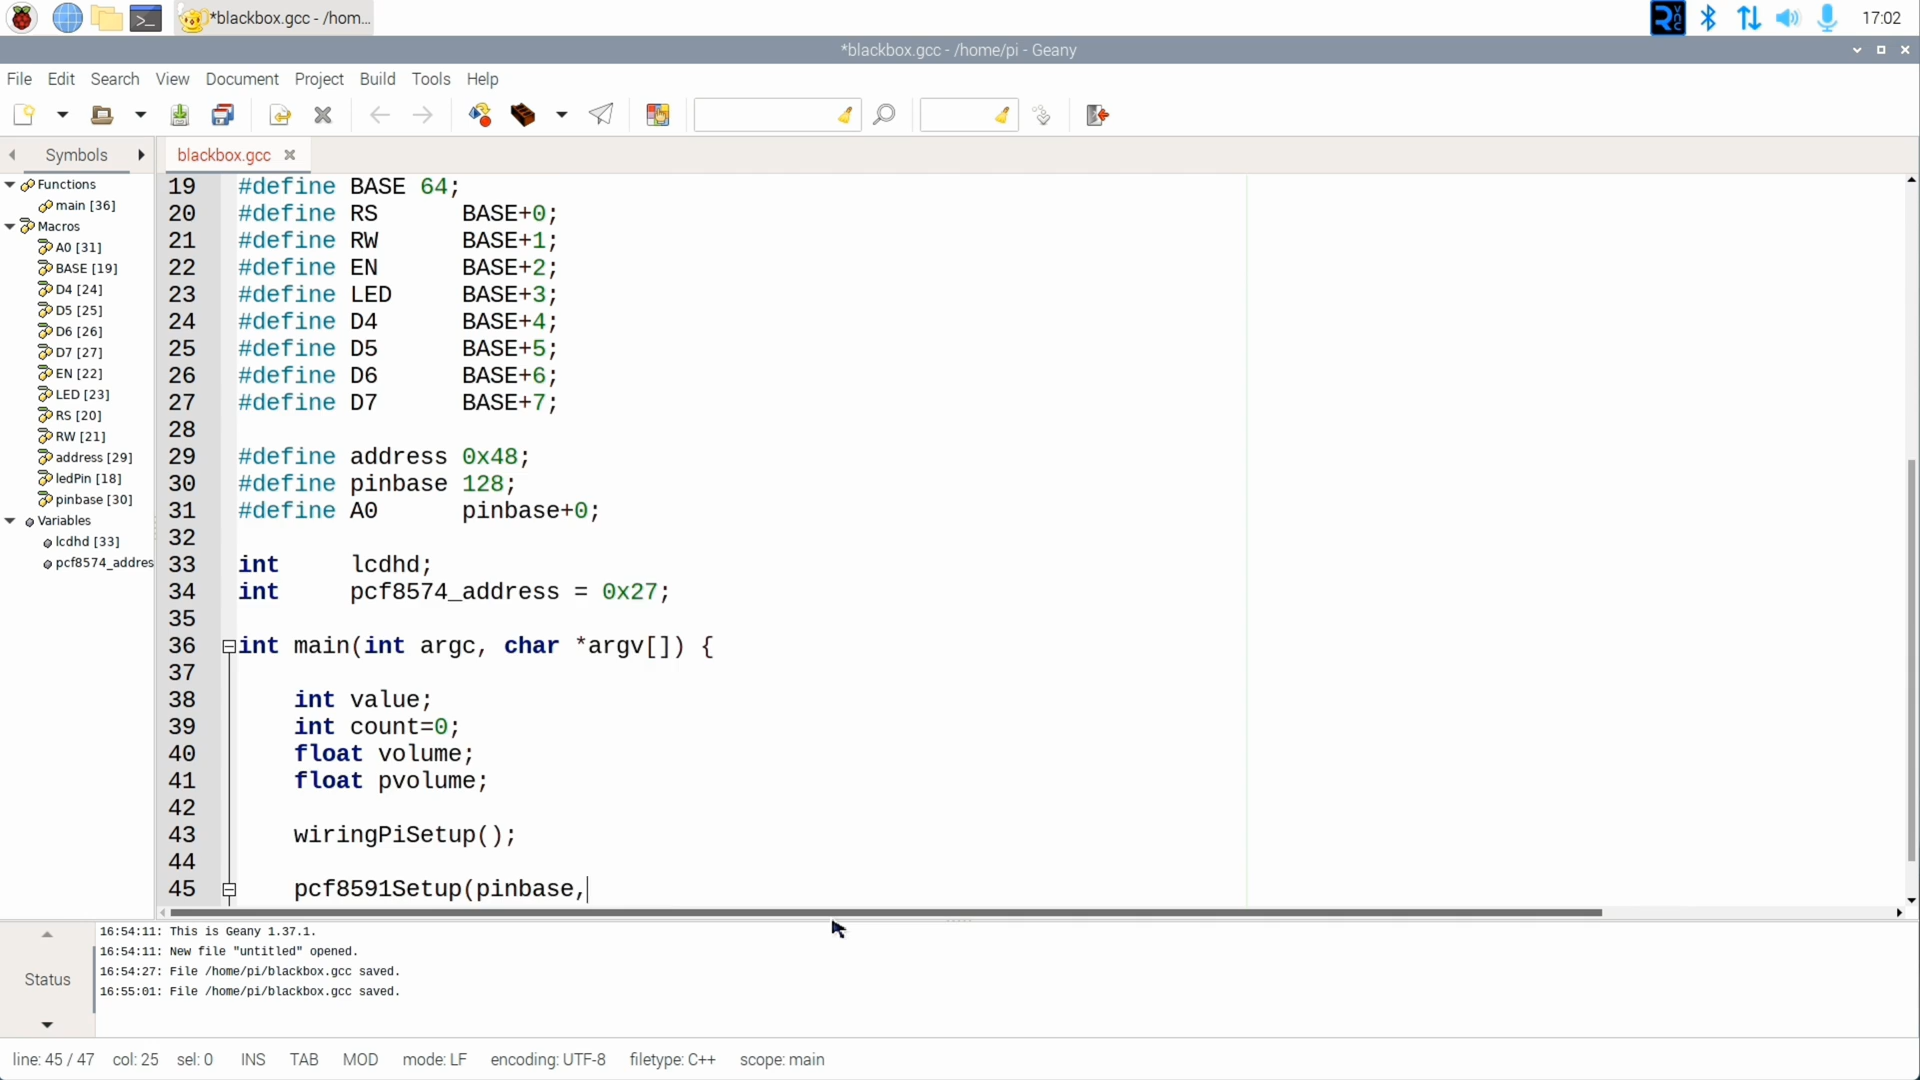 *blackbox.gcc - /hom...
17:02
*blackbox.gcc - /home/pi - Geany
File Edit Search View Document Project Build Tools Help
Symbols
blackbox.gcc
Functions
main [36]
Macros
A0 [31]
BASE [19]
D4 [24]
D5 [25]
D6 [26]
D7 [27]
EN [22]
LED [23]
RS [20]
RW [21]
address [29]
ledPin [18]
pinbase [30]
Variables
lcdhd [33]
pcf8574_addres
19 #define BASE 64;
20 #define RS BASE+0;
21 #define RW BASE+1;
22 #define EN BASE+2;
23 #define LED BASE+3;
24 #define D4 BASE+4;
25 #define D5 BASE+5;
26 #define D6 BASE+6;
27 #define D7 BASE+7;
28
29 #define address 0x48;
30 #define pinbase 128;
31 #define A0 pinbase+0;
32
33 int lcdhd;
34 int pcf8574_address = 0x27;
35
36 int main(int argc, char *argv[]) {
37
38 int value;
39 int count=0;
40 float volume;
41 float pvolume;
42
43 wiringPiSetup();
44
45 pcf8591Setup(pinbase,
Status
16:54:11: This is Geany 1.37.1.
16:54:11: New file "untitled" opened.
16:54:27: File /home/pi/blackbox.gcc saved.
16:55:01: File /home/pi/blackbox.gcc saved.
line: 45 / 47 col: 25 sel: 0 INS TAB MOD mode: LF encoding: UTF-8 filetype: C++ scope: main